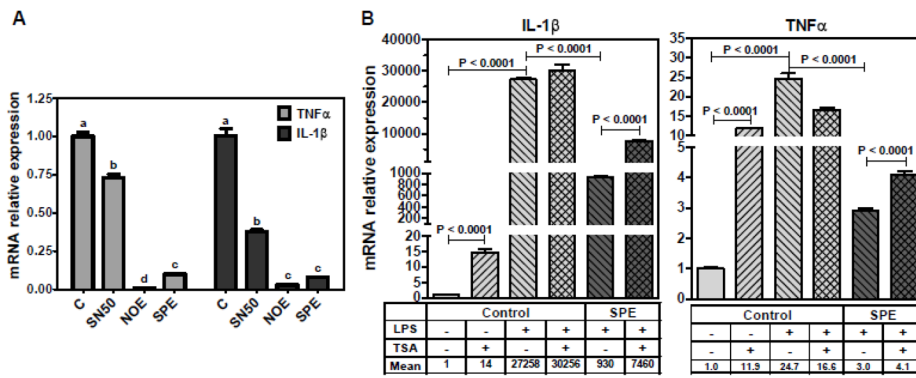 A
mRNA relative expression
1.25
1.00
0.75
0.50
0.25
0.00
TNFα
IL-1β
a
b
d
c
a
b
c
c
C
SN50
NOE
SPE
C
SN50
NOE
SPE
B
IL-1β
mRNA relative expression
40000
30000
20000
10000
1000
800
600
400
200
20
15
10
5
0
P < 0.0001
P < 0.0001
P < 0.0001
P < 0.0001
Control SPE
LPS - - + + + +
TSA - + - + - +
Mean 1 14 27258 30256 930 7460
TNFα
35
30
25
20
15
10
4
3
2
1
0
P < 0.0001
P < 0.0001
P < 0.0001
P < 0.0001
Control SPE
- - + + + +
- + - + - +
1.0 11.9 24.7 16.6 3.0 4.1